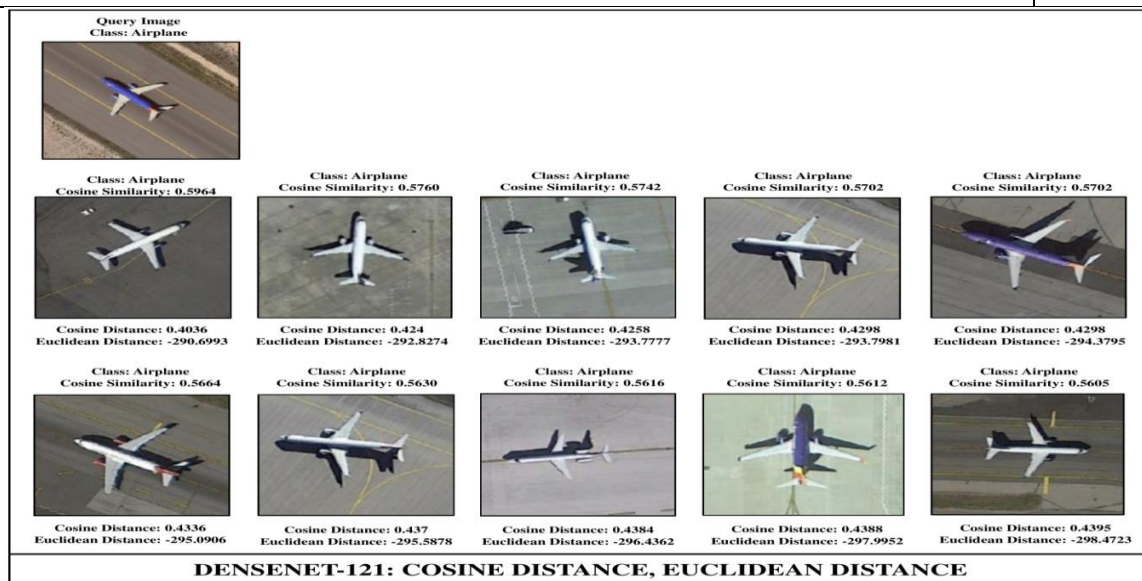 Query Image
Class: Airplane
Class: Airplane
Cosine Similarity: 0.5964
Class: Airplane
Cosine Similarity: 0.5760
Class: Airplane
Cosine Similarity: 0.5742
Class: Airplane
Cosine Similarity: 0.5702
Class: Airplane
Cosine Similarity: 0.5702
Cosine Distance: 0.4036
Euclidean Distance: -290.6993
Cosine Distance: 0.424
Euclidean Distance: -292.8274
Cosine Distance: 0.4258
Euclidean Distance: -293.7777
Cosine Distance: 0.4298
Euclidean Distance: -293.7981
Cosine Distance: 0.4298
Euclidean Distance: -294.3795
Class: Airplane
Cosine Similarity: 0.5664
Class: Airplane
Cosine Similarity: 0.5630
Class: Airplane
Cosine Similarity: 0.5616
Class: Airplane
Cosine Similarity: 0.5612
Class: Airplane
Cosine Similarity: 0.5605
Cosine Distance: 0.4336
Euclidean Distance: -295.0906
Cosine Distance: 0.437
Euclidean Distance: -295.5878
Cosine Distance: 0.4384
Euclidean Distance: -296.4362
Cosine Distance: 0.4388
Euclidean Distance: -297.9952
Cosine Distance: 0.4395
Euclidean Distance: -298.4723
DENSENET-121: COSINE DISTANCE, EUCLIDEAN DISTANCE